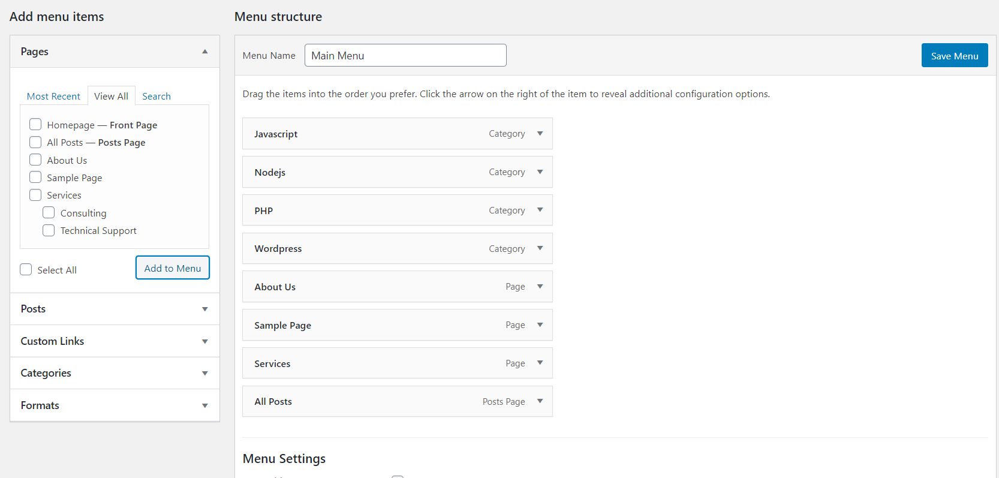 Add menu items
Pages
Most Recent View All Search
Homepage — Front Page
All Posts — Posts Page
About Us
Sample Page
Services
Consulting
Technical Support
Select All Add to Menu
Posts
Custom Links
Categories
Formats
Menu structure
Menu Name Main Menu Save Menu
Drag the items into the order you prefer. Click the arrow on the right of the item to reveal additional configuration options.
Javascript Category
Nodejs Category
PHP Category
Wordpress Category
About Us Page
Sample Page Page
Services Page
All Posts Posts Page
Menu Settings